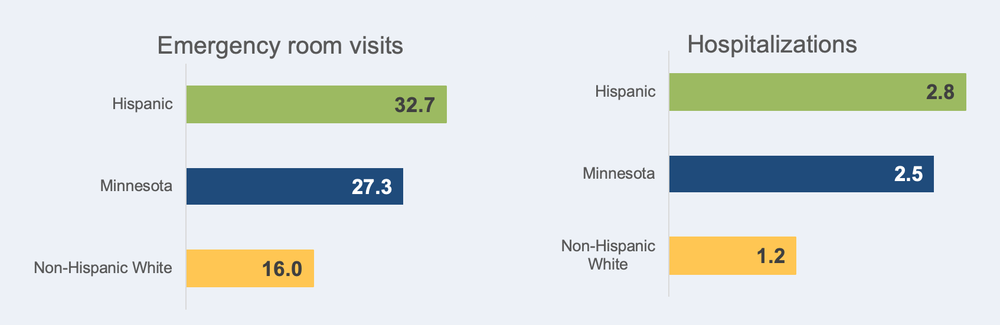 Emergency room visits
Hispanic
32.7
Minnesota
27.3
Non-Hispanic White
16.0
Hospitalizations
Hispanic
2.8
Minnesota
2.5
Non-Hispanic
White
1.2